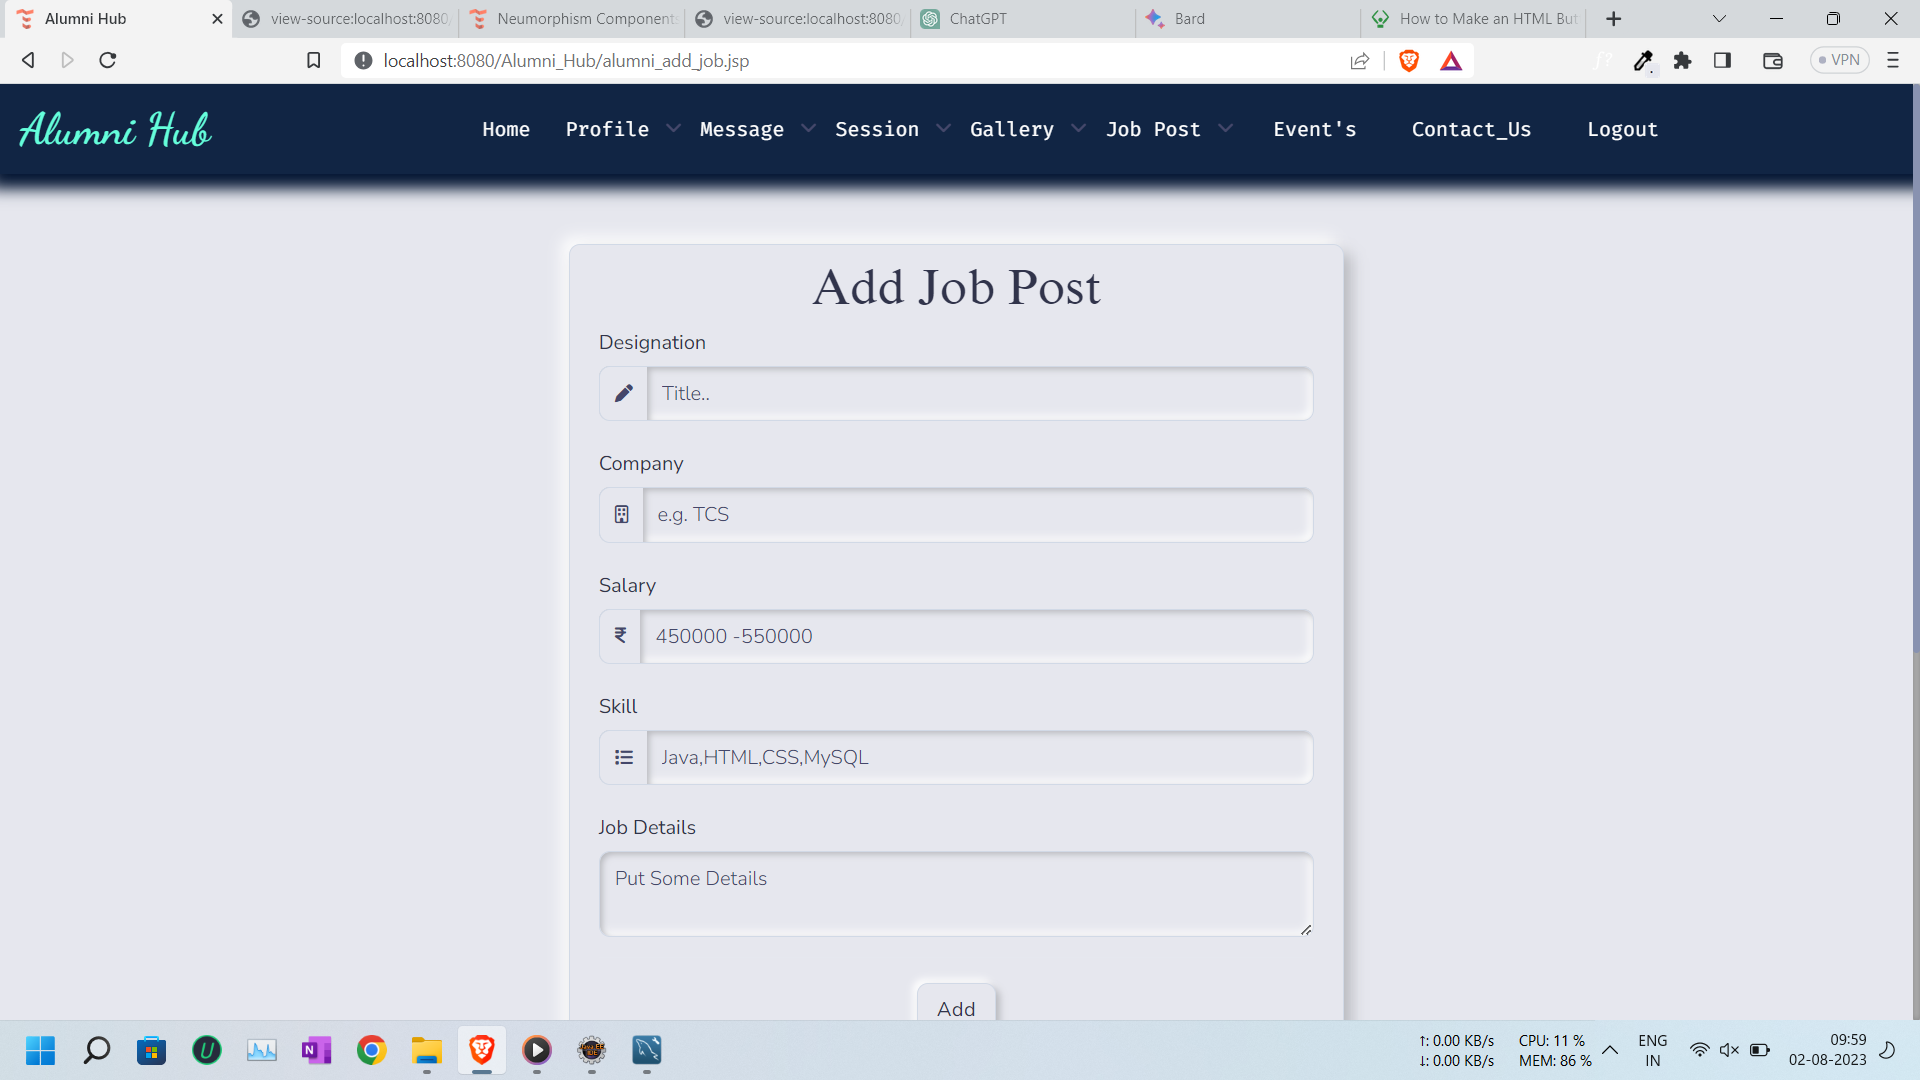 Alumni Hub
view-source:localhost:8080/
Neumorphism Component
view-source:localhost:8080/
ChatGPT
Bard
How to Make an HTML But
localhost:8080/Alumni_Hub/alumni_add_job.jsp
VPN
Alumni Hub
Home
Profile
Message
Session
Gallery
Job Post
Event's
Contact_Us
Logout
Add Job Post
Designation
Title..
Company
e.g. TCS
Salary
₹
450000 -550000
Skill
Java,HTML,CSS,MySQL
Job Details
Put Some Details
Add
↑: 0.00 KB/s
↓: 0.00 KB/s
CPU: 11 %
MEM: 86 %
ENG
IN
09:59
02-08-2023